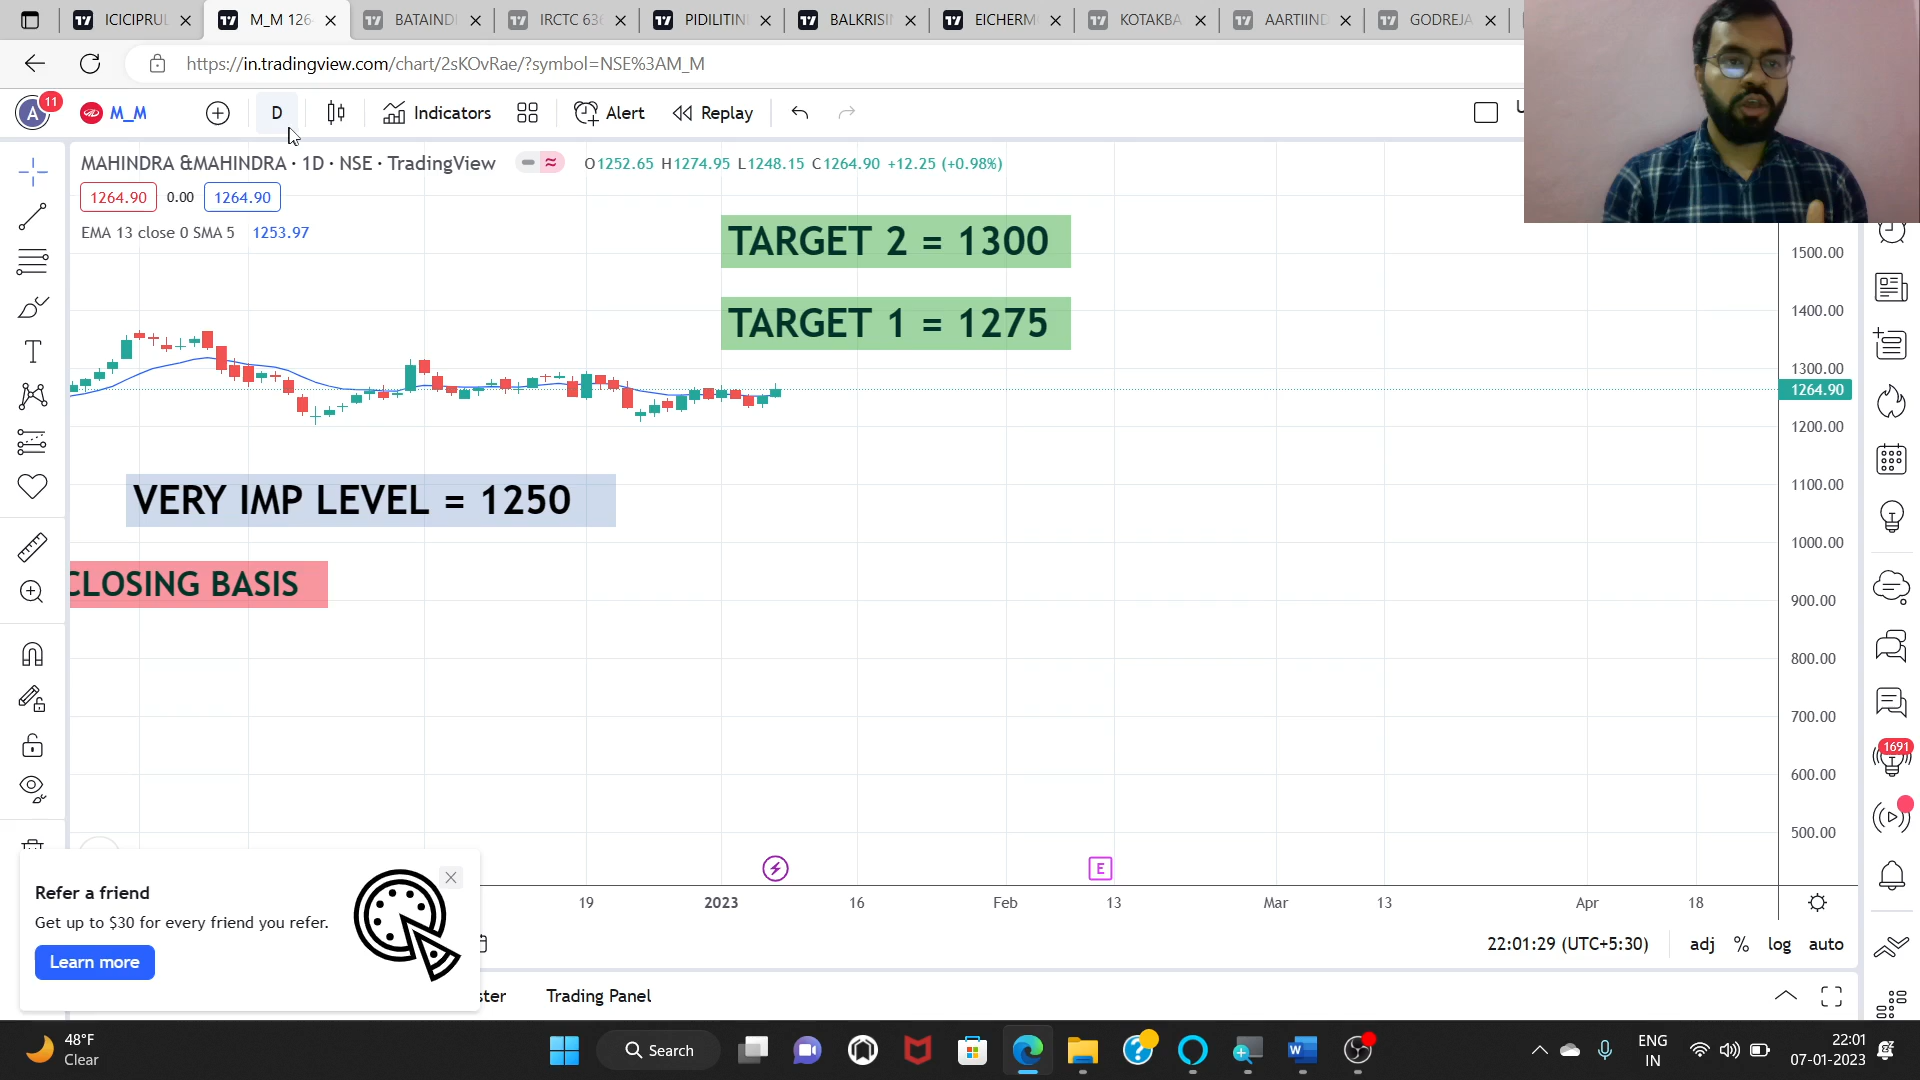 ICICIPRUL
M_M 126
BATAINDI
IRCTC 636
PIDILITIN
BALKRISI
EICHERM
KOTAKBA
AARTIIND
GODREJA
https://in.tradingview.com/chart/2sKOvRae/?symbol=NSE%3AM_M
A
11
M_M
D
Indicators
Alert
Replay
U
MAHINDRA &MAHINDRA · 1D · NSE · TradingView
O1252.65 H1274.95 L1248.15 C1264.90 +12.25 (+0.98%)
1264.90
0.00
1264.90
EMA 13 close 0 SMA 5 1253.97
TARGET 2 = 1300
TARGET 1 = 1275
VERY IMP LEVEL = 1250
CLOSING BASIS
1500.00
1400.00
1300.00
1264.90
1200.00
1100.00
1000.00
900.00
800.00
700.00
600.00
500.00
1691
E
19
2023
16
Feb
13
Mar
13
Apr
18
Refer a friend
Get up to $30 for every friend you refer.
Learn more
22:01:29 (UTC+5:30)
adj
%
log
auto
ster
Trading Panel
48°F
Clear
Search
ENG
IN
22:01
07-01-2023